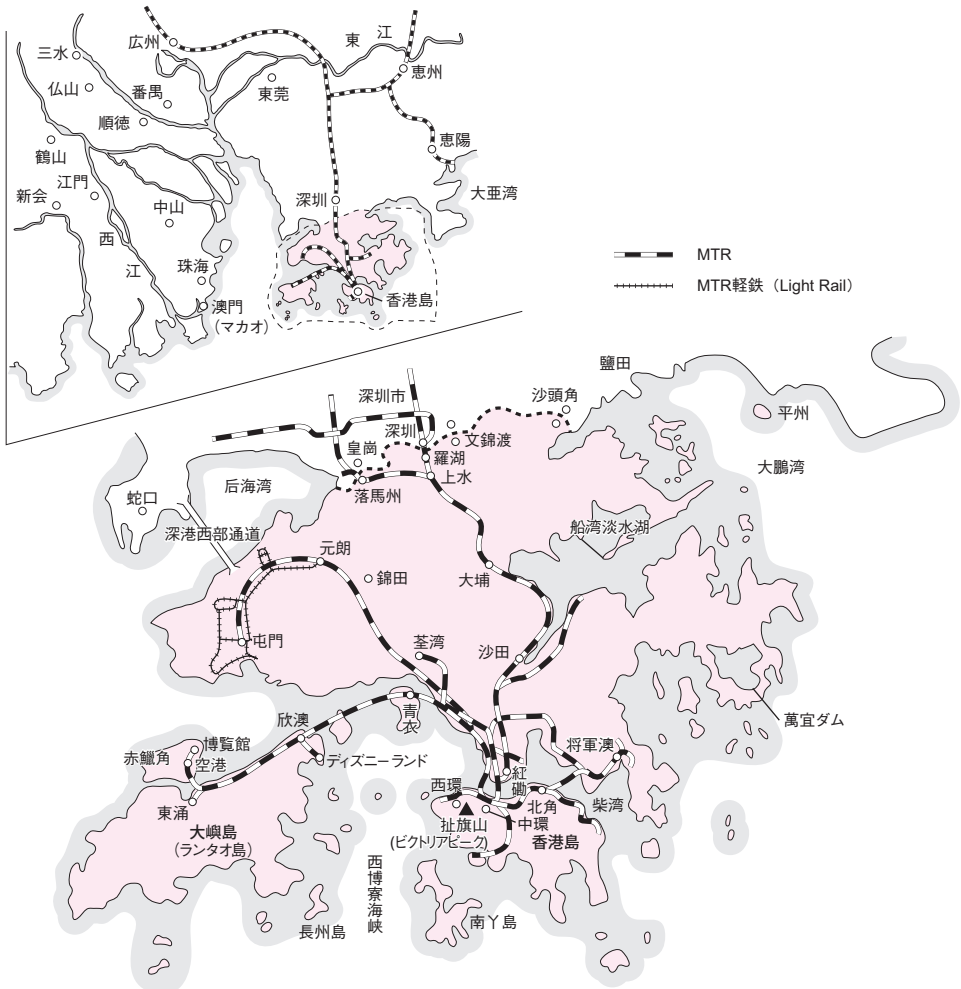 広州
東江
三水
恵州
仏山
番禺
東莞
順徳
恵陽
鶴山
江門
新会
深圳
大亜湾
中山
西江
珠海
香港島
澳門
（マカオ）
MTR
MTR軽鉄（Light Rail）
鹽田
深圳市
沙頭角
平州
深圳
文錦渡
皇崗
羅湖
上水
大鵬湾
后海湾
落馬州
蛇口
深港西部通道
船湾淡水湖
元朗
錦田
大埔
屯門
荃湾
沙田
青衣
萬宜ダム
欣澳
博覧館
将軍澳
赤鱲角
空港
ディズニーランド
紅磡
西環
東涌
北角
柴湾
大嶼島
（ランタオ島）
扯旗山
（ビクトリアピーク）
中環
香港島
西博寮海峡
長州島
南丫島